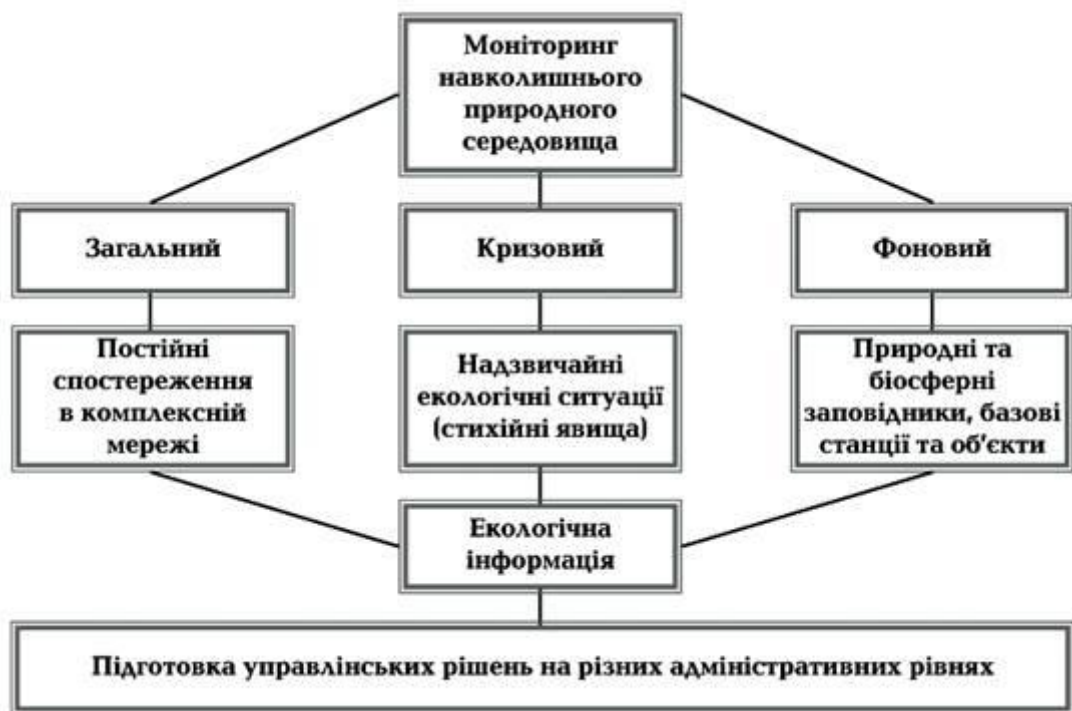 Моніторинг
навколишнього
природного
середовища
Загальний
Кризовий
Фоновий
Постійні
спостереження
в комплексній
мережі
Надзвичайні
екологічні ситуації
(стихійні явища)
Природні та
біосферні
заповідники, базові
станції та об'єкти
Екологічна
інформація
Підготовка управлінських рішень на різних адміністративних рівнях